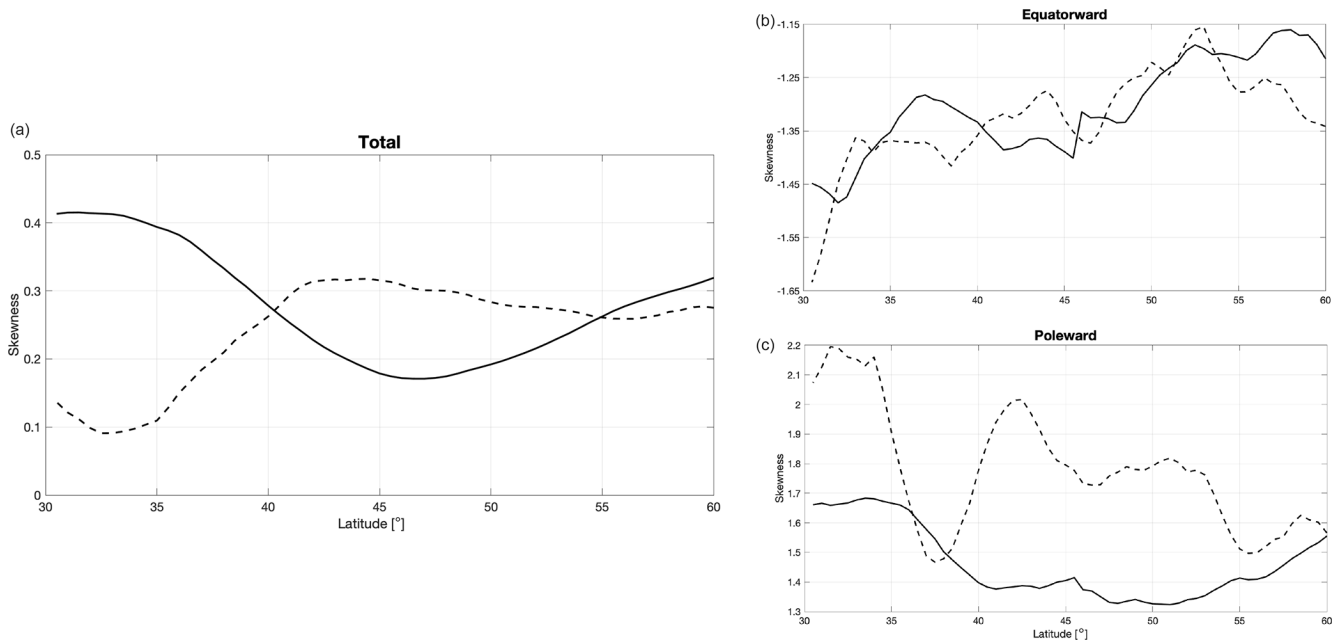 (a)
Total
Skewness
0.5
0.4
0.3
0.2
0.1
0
30 35 40 45 50 55 60
Latitude [°]
(b)
Equatorward
Skewness
-1.15
-1.25
-1.35
-1.45
-1.55
-1.65
30 35 40 45 50 55 60
(c)
Poleward
Skewness
2.2
2.1
2
1.9
1.8
1.7
1.6
1.5
1.4
1.3
30 35 40 45 50 55 60
Latitude [°]